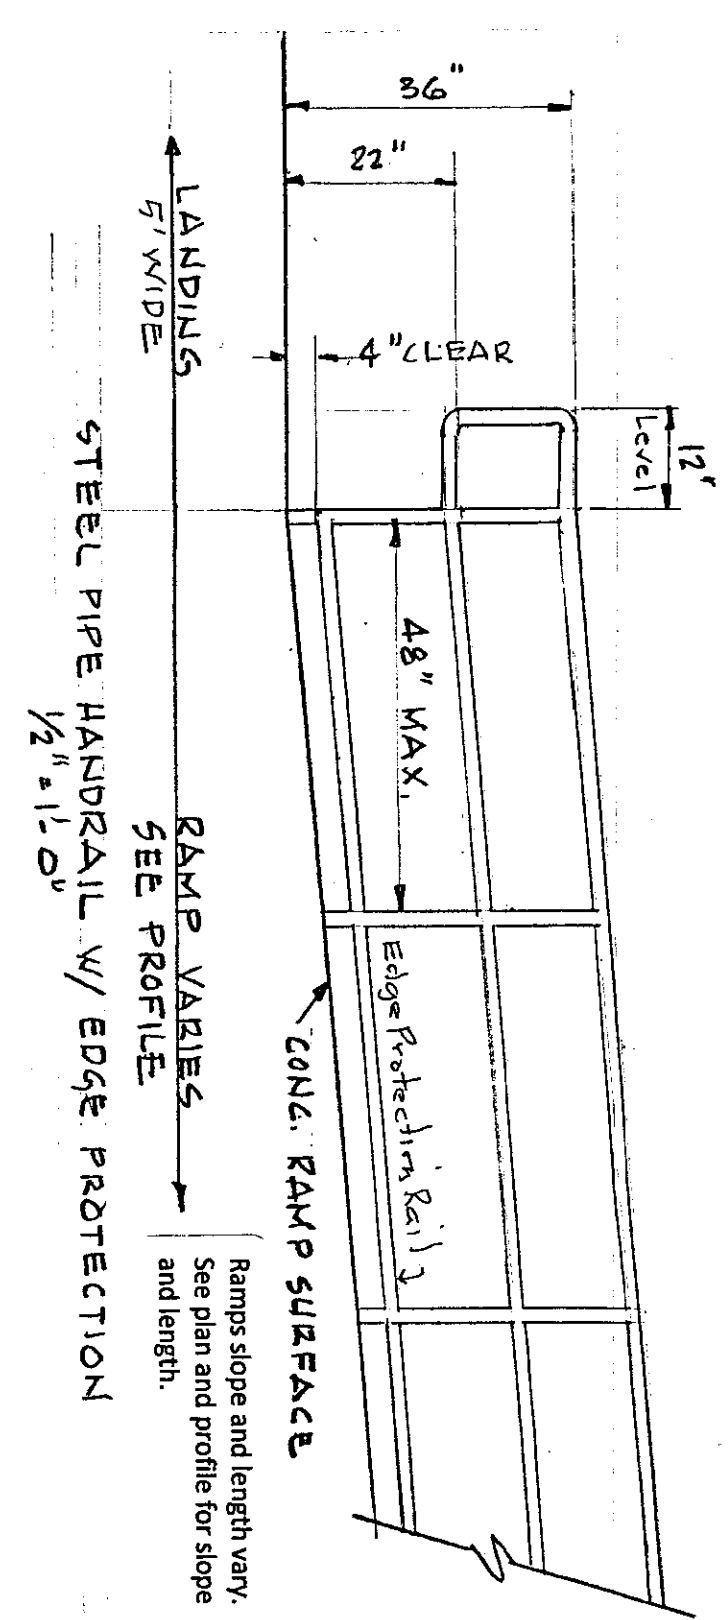 36"
22"
4" CLEAR
12"
Level
LANDING
5' WIDE
48" MAX.
Edge Protection Rail
CONC. RAMP SURFACE
RAMP VARIES
SEE PROFILE
Ramps slope and length vary.
See plan and profile for slope
and length.
STEEL PIPE HANDRAIL W/ EDGE PROTECTION
1/2" = 1'-0"